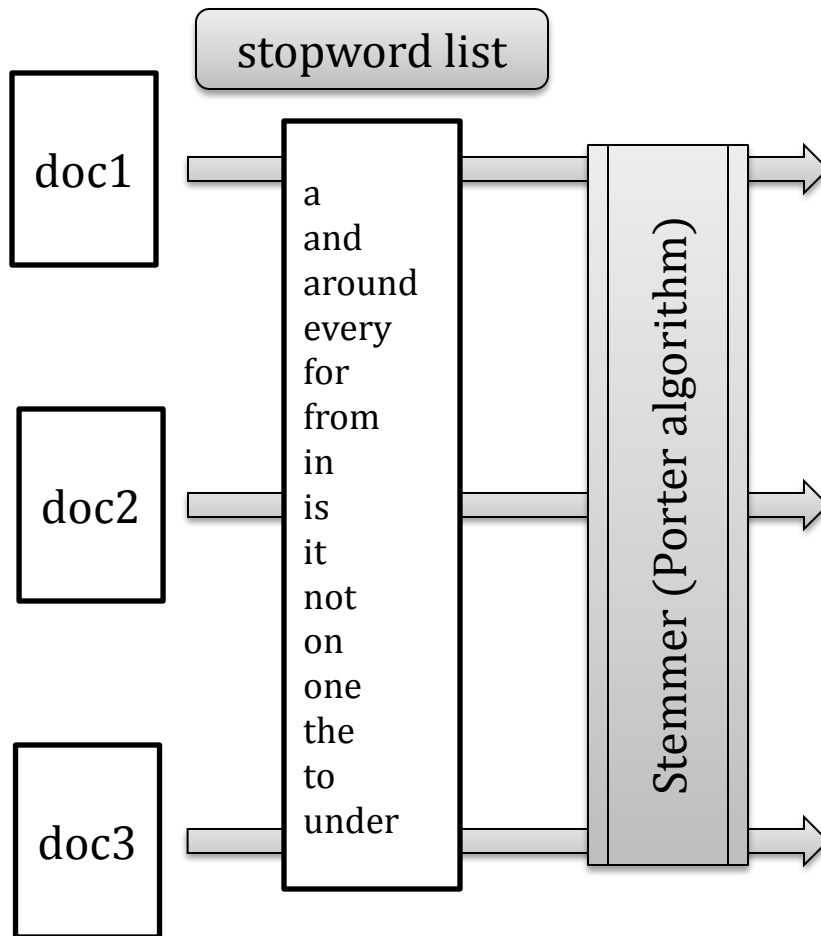 stopword list
doc1
doc2
doc3
a
and
around
every
for
from
in
is
it
not
on
one
the
to
under
Stemmer (Porter algorithm)